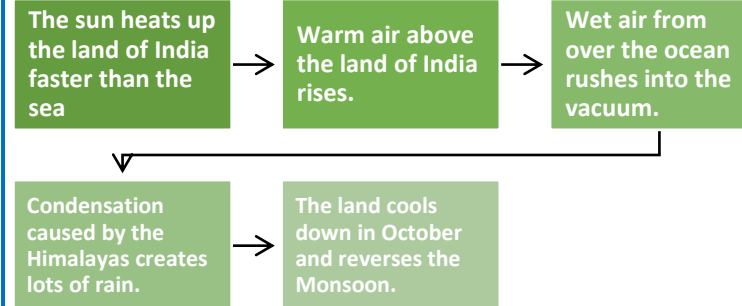 The sun heats up
the land of India
faster than the
sea
Warm air above
the land of India
rises.
Wet air from
over the ocean
rushes into the
vacuum.
Condensation
caused by the
Himalayas creates
lots of rain.
The land cools
down in October
and reverses the
Monsoon.